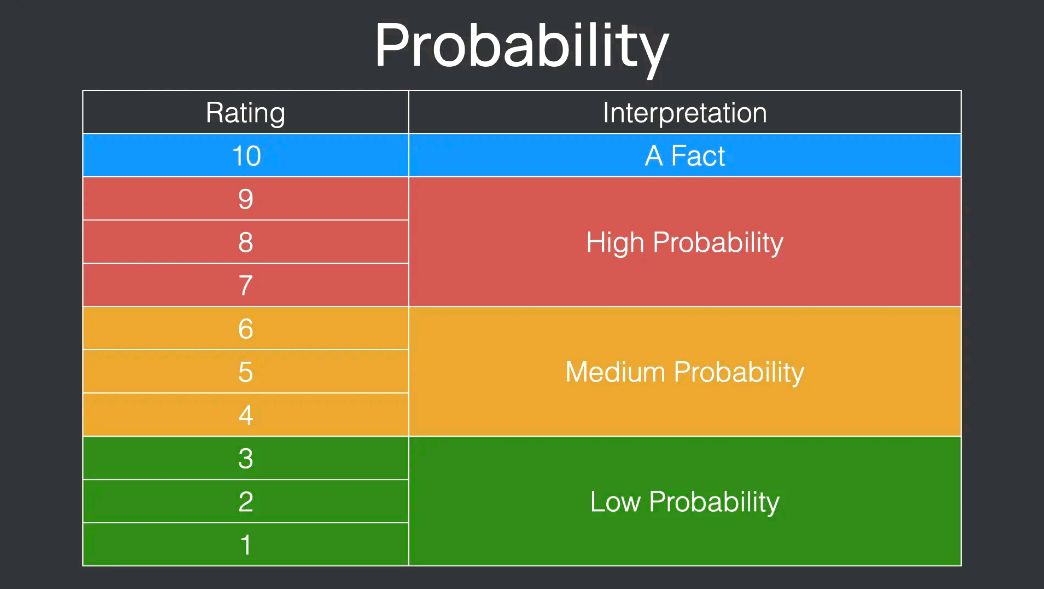 Probability
Rating Interpretation
10 A Fact
9
8 High Probability
7
6
5 Medium Probability
4
3
2 Low Probability
1